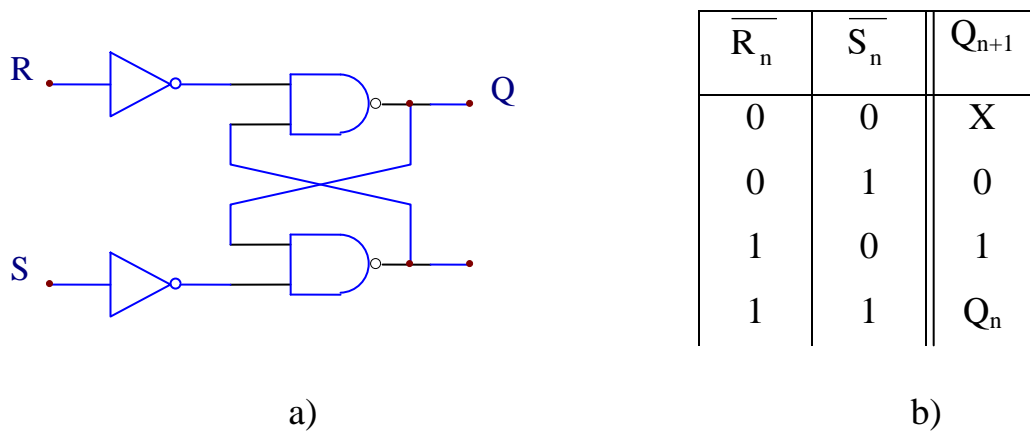 R
Q
S
a)
R̅n̅ S̅n̅ Qn+1
0 0 X
0 1 0
1 0 1
1 1 Qn
b)